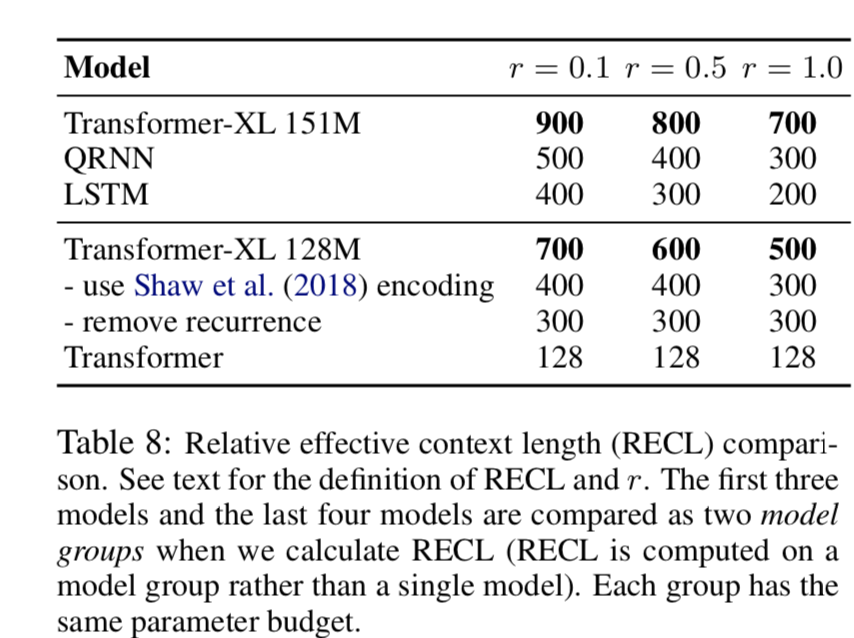 Model r = 0.1 r = 0.5 r = 1.0
Transformer-XL 151M 900 800 700
QRNN 500 400 300
LSTM 400 300 200
Transformer-XL 128M 700 600 500
- use Shaw et al. (2018) encoding 400 400 300
- remove recurrence 300 300 300
Transformer 128 128 128
Table 8: Relative effective context length (RECL) compari-
son. See text for the definition of RECL and r. The first three
models and the last four models are compared as two model
groups when we calculate RECL (RECL is computed on a
model group rather than a single model). Each group has the
same parameter budget.